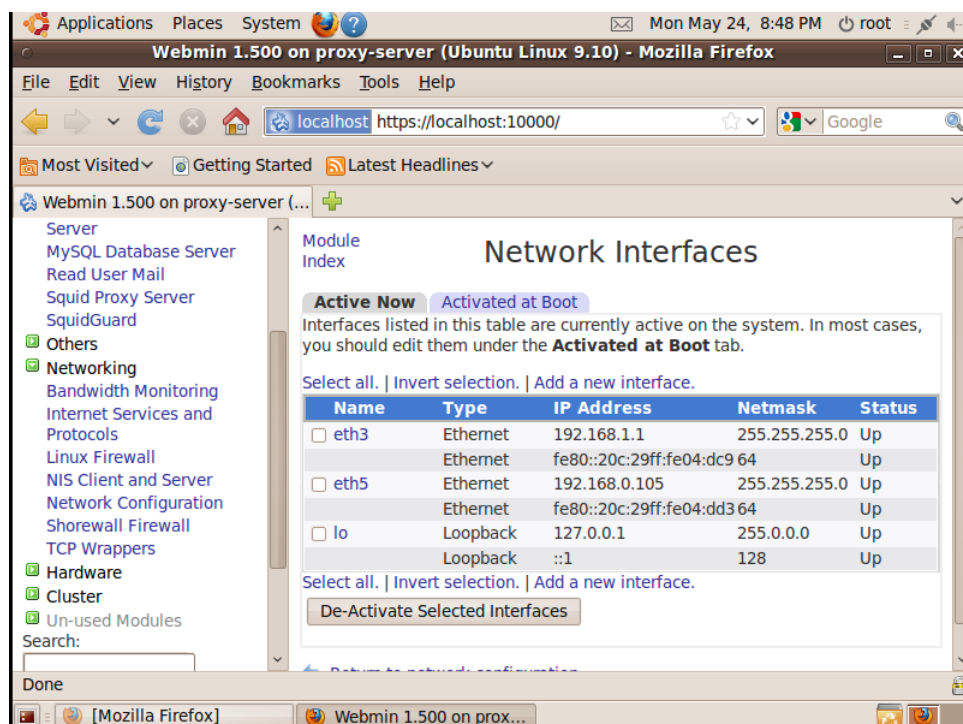 Applications Places System ? Mon May 24, 8:48 PM root
Webmin 1.500 on proxy-server (Ubuntu Linux 9.10) - Mozilla Firefox
File Edit View History Bookmarks Tools Help
localhost https://localhost:10000/ Google
Most Visited Getting Started Latest Headlines
Webmin 1.500 on proxy-server (...
Server
MySQL Database Server
Read User Mail
Squid Proxy Server
SquidGuard
Others
Networking
Bandwidth Monitoring
Internet Services and
Protocols
Linux Firewall
NIS Client and Server
Network Configuration
Shorewall Firewall
TCP Wrappers
Hardware
Cluster
Un-used Modules
Search:
Module
Index
Network Interfaces
Active Now Activated at Boot
Interfaces listed in this table are currently active on the system. In most cases,
you should edit them under the Activated at Boot tab.
Select all. | Invert selection. | Add a new interface.
Name Type IP Address Netmask Status
eth3 Ethernet 192.168.1.1 255.255.255.0 Up
Ethernet fe80::20c:29ff:fe04:dc9 64 Up
eth5 Ethernet 192.168.0.105 255.255.255.0 Up
Ethernet fe80::20c:29ff:fe04:dd3 64 Up
lo Loopback 127.0.0.1 255.0.0.0 Up
Loopback ::1 128 Up
Select all. | Invert selection. | Add a new interface.
De-Activate Selected Interfaces
Return to network configuration
Done
[Mozilla Firefox] Webmin 1.500 on prox...